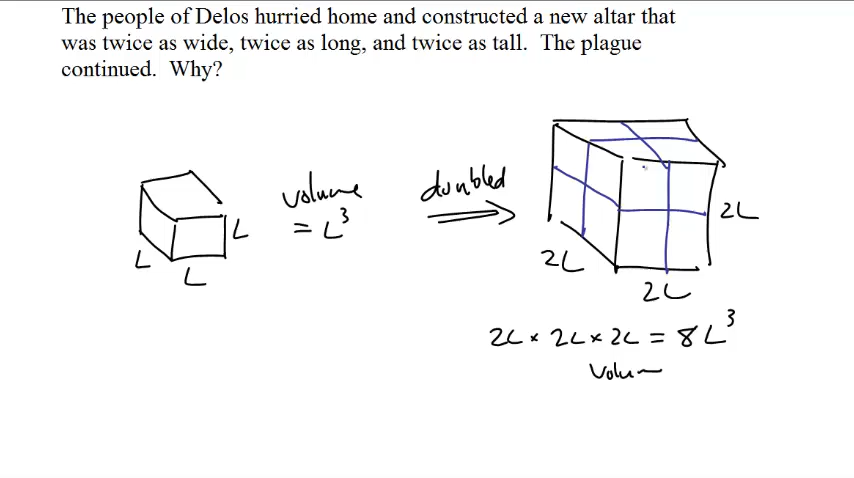 The people of Delos hurried home and constructed a new altar that
was twice as wide, twice as long, and twice as tall. The plague
continued. Why?
volume
= L³
doubled
L
L
L
2L
2L
2L
2L × 2L × 2L = 8L³
Volum